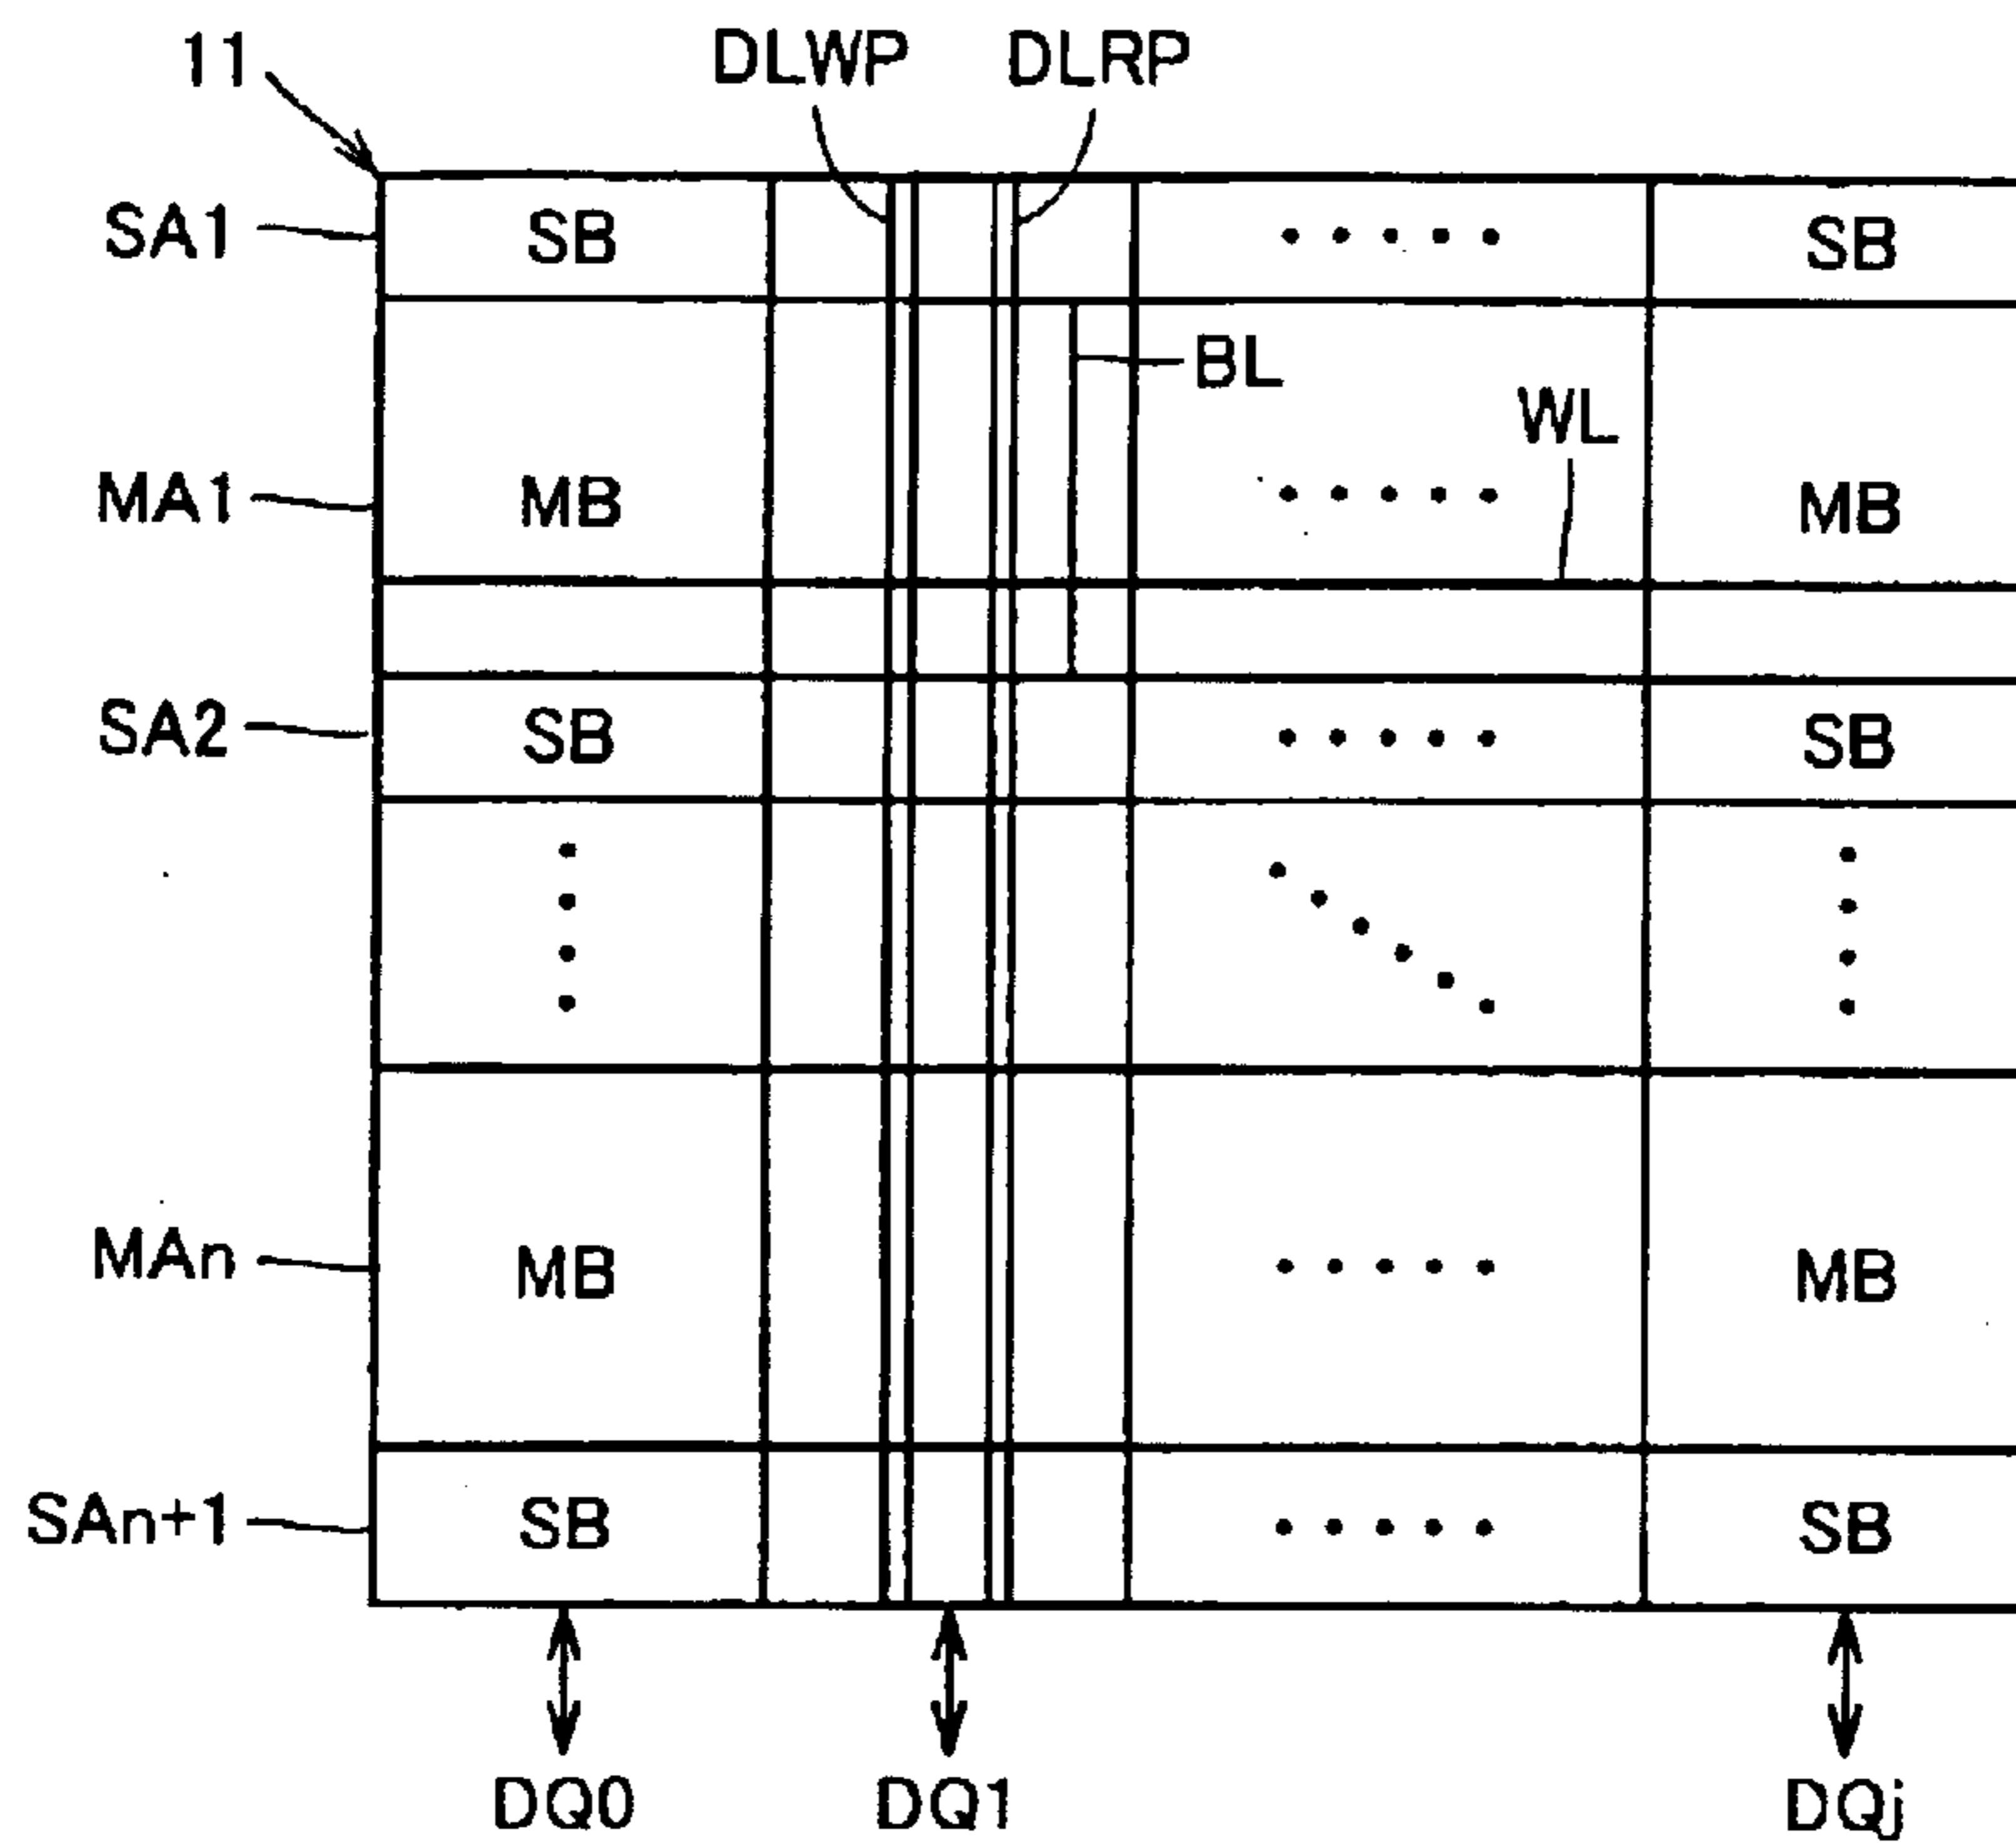 11 DLWP DLRP
SA1 SB SB
BL
WL
MA1 MB MB
SA2 SB SB
MAn MB MB
SAn+1 SB SB
DQ0 DQ1 DQj